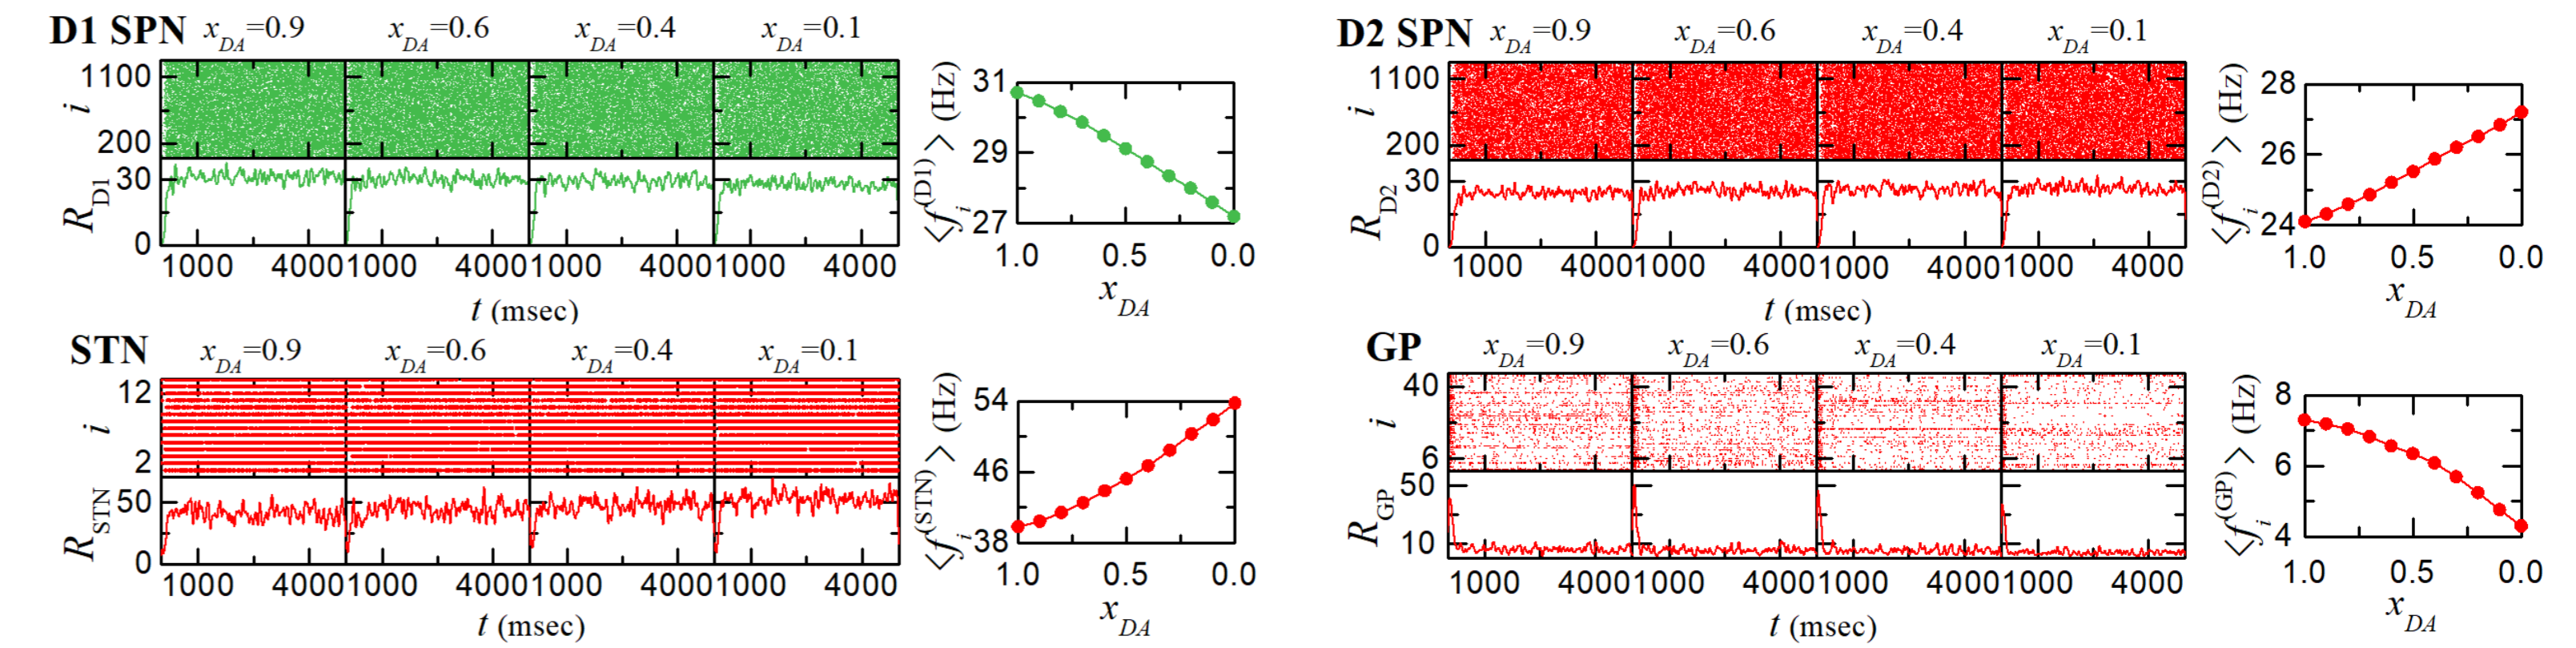 D1 SPN x_DA=0.9 x_DA=0.6 x_DA=0.4 x_DA=0.1
1100
i
200
30
R_D1
0
1000 4000 1000 4000 1000 4000 1000 4000
t (msec)
31
29
27
<f_i^(D1)> (Hz)
1.0 0.5 0.0
x_DA
D2 SPN x_DA=0.9 x_DA=0.6 x_DA=0.4 x_DA=0.1
1100
i
200
30
R_D2
0
1000 4000 1000 4000 1000 4000 1000 4000
t (msec)
28
26
24
<f_i^(D2)> (Hz)
1.0 0.5 0.0
x_DA
STN x_DA=0.9 x_DA=0.6 x_DA=0.4 x_DA=0.1
12
i
2
50
R_STN
0
1000 4000 1000 4000 1000 4000 1000 4000
t (msec)
54
46
38
<f_i^(STN)> (Hz)
1.0 0.5 0.0
x_DA
GP x_DA=0.9 x_DA=0.6 x_DA=0.4 x_DA=0.1
40
i
6
50
R_GP
10
1000 4000 1000 4000 1000 4000 1000 4000
t (msec)
8
6
4
<f_i^(GP)> (Hz)
1.0 0.5 0.0
x_DA